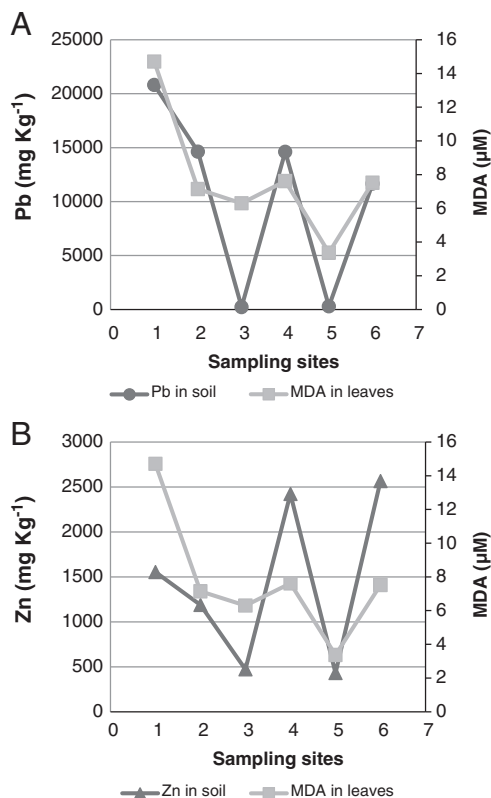 A
Pb (mg Kg⁻¹)
25000
20000
15000
10000
5000
0
16
14
12
10
8
6
4
2
0
MDA (µM)
0 1 2 3 4 5 6 7
Sampling sites
Pb in soil MDA in leaves
B
Zn (mg Kg⁻¹)
3000
2500
2000
1500
1000
500
0
16
14
12
10
8
6
4
2
0
MDA (µM)
0 1 2 3 4 5 6 7
Sampling sites
Zn in soil MDA in leaves